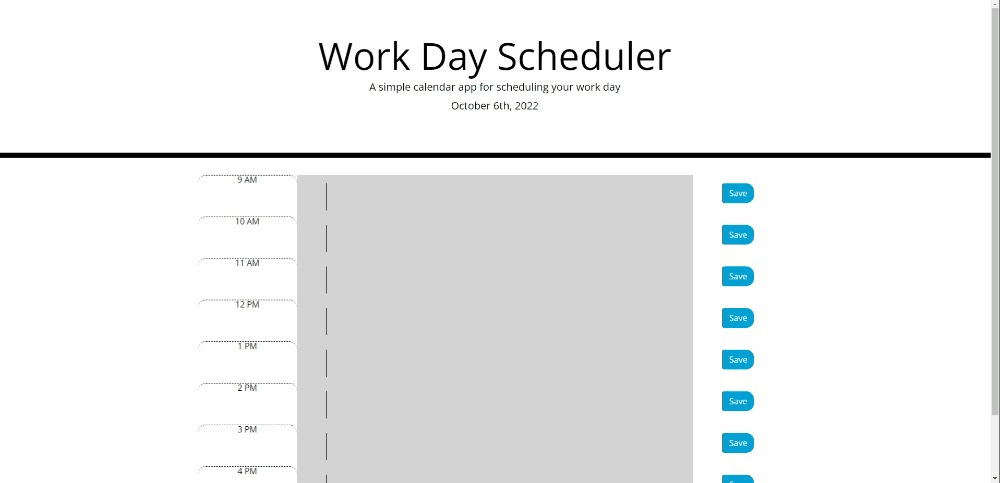 Work Day Scheduler
A simple calendar app for scheduling your work day
October 6th, 2022
9 AM
Save
10 AM
Save
11 AM
Save
12 PM
Save
1 PM
Save
2 PM
Save
3 PM
Save
4 PM